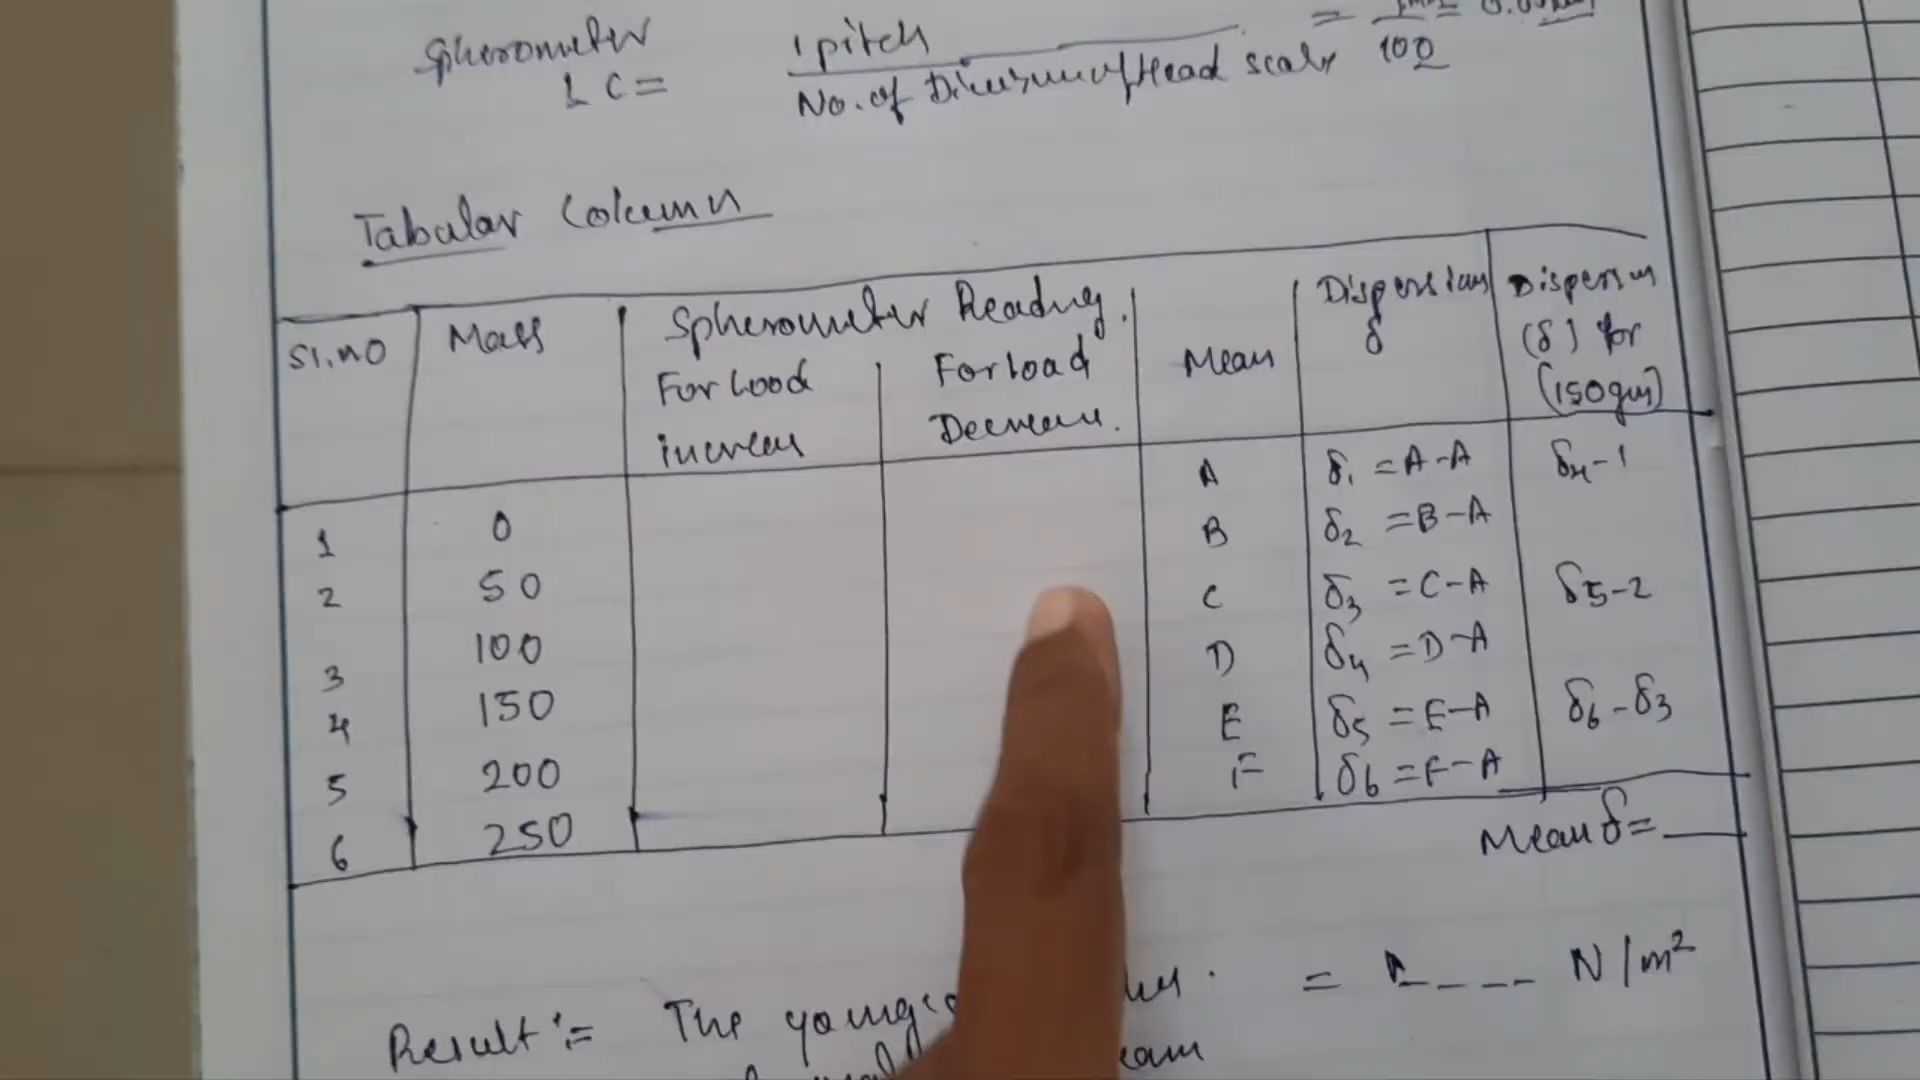 Spherometer
LC = 1 pitch / No. of Division of Head scale = 1mm / 100 =
Tabular Column
Sl.no Mass Spherometer Reading. Mean Dispersion δ Dispersion (δ) for (150gm)
For Load increas For load Decrease.
1 0 A δ1 = A-A δ4-1
2 50 B δ2 = B-A
3 100 C δ3 = C-A δ5-2
4 150 D δ4 = D-A
5 200 E δ5 = E-A δ6-δ3
6 250 F δ6 = F-A
Mean δ =
Result := The young's = ---- N/m²